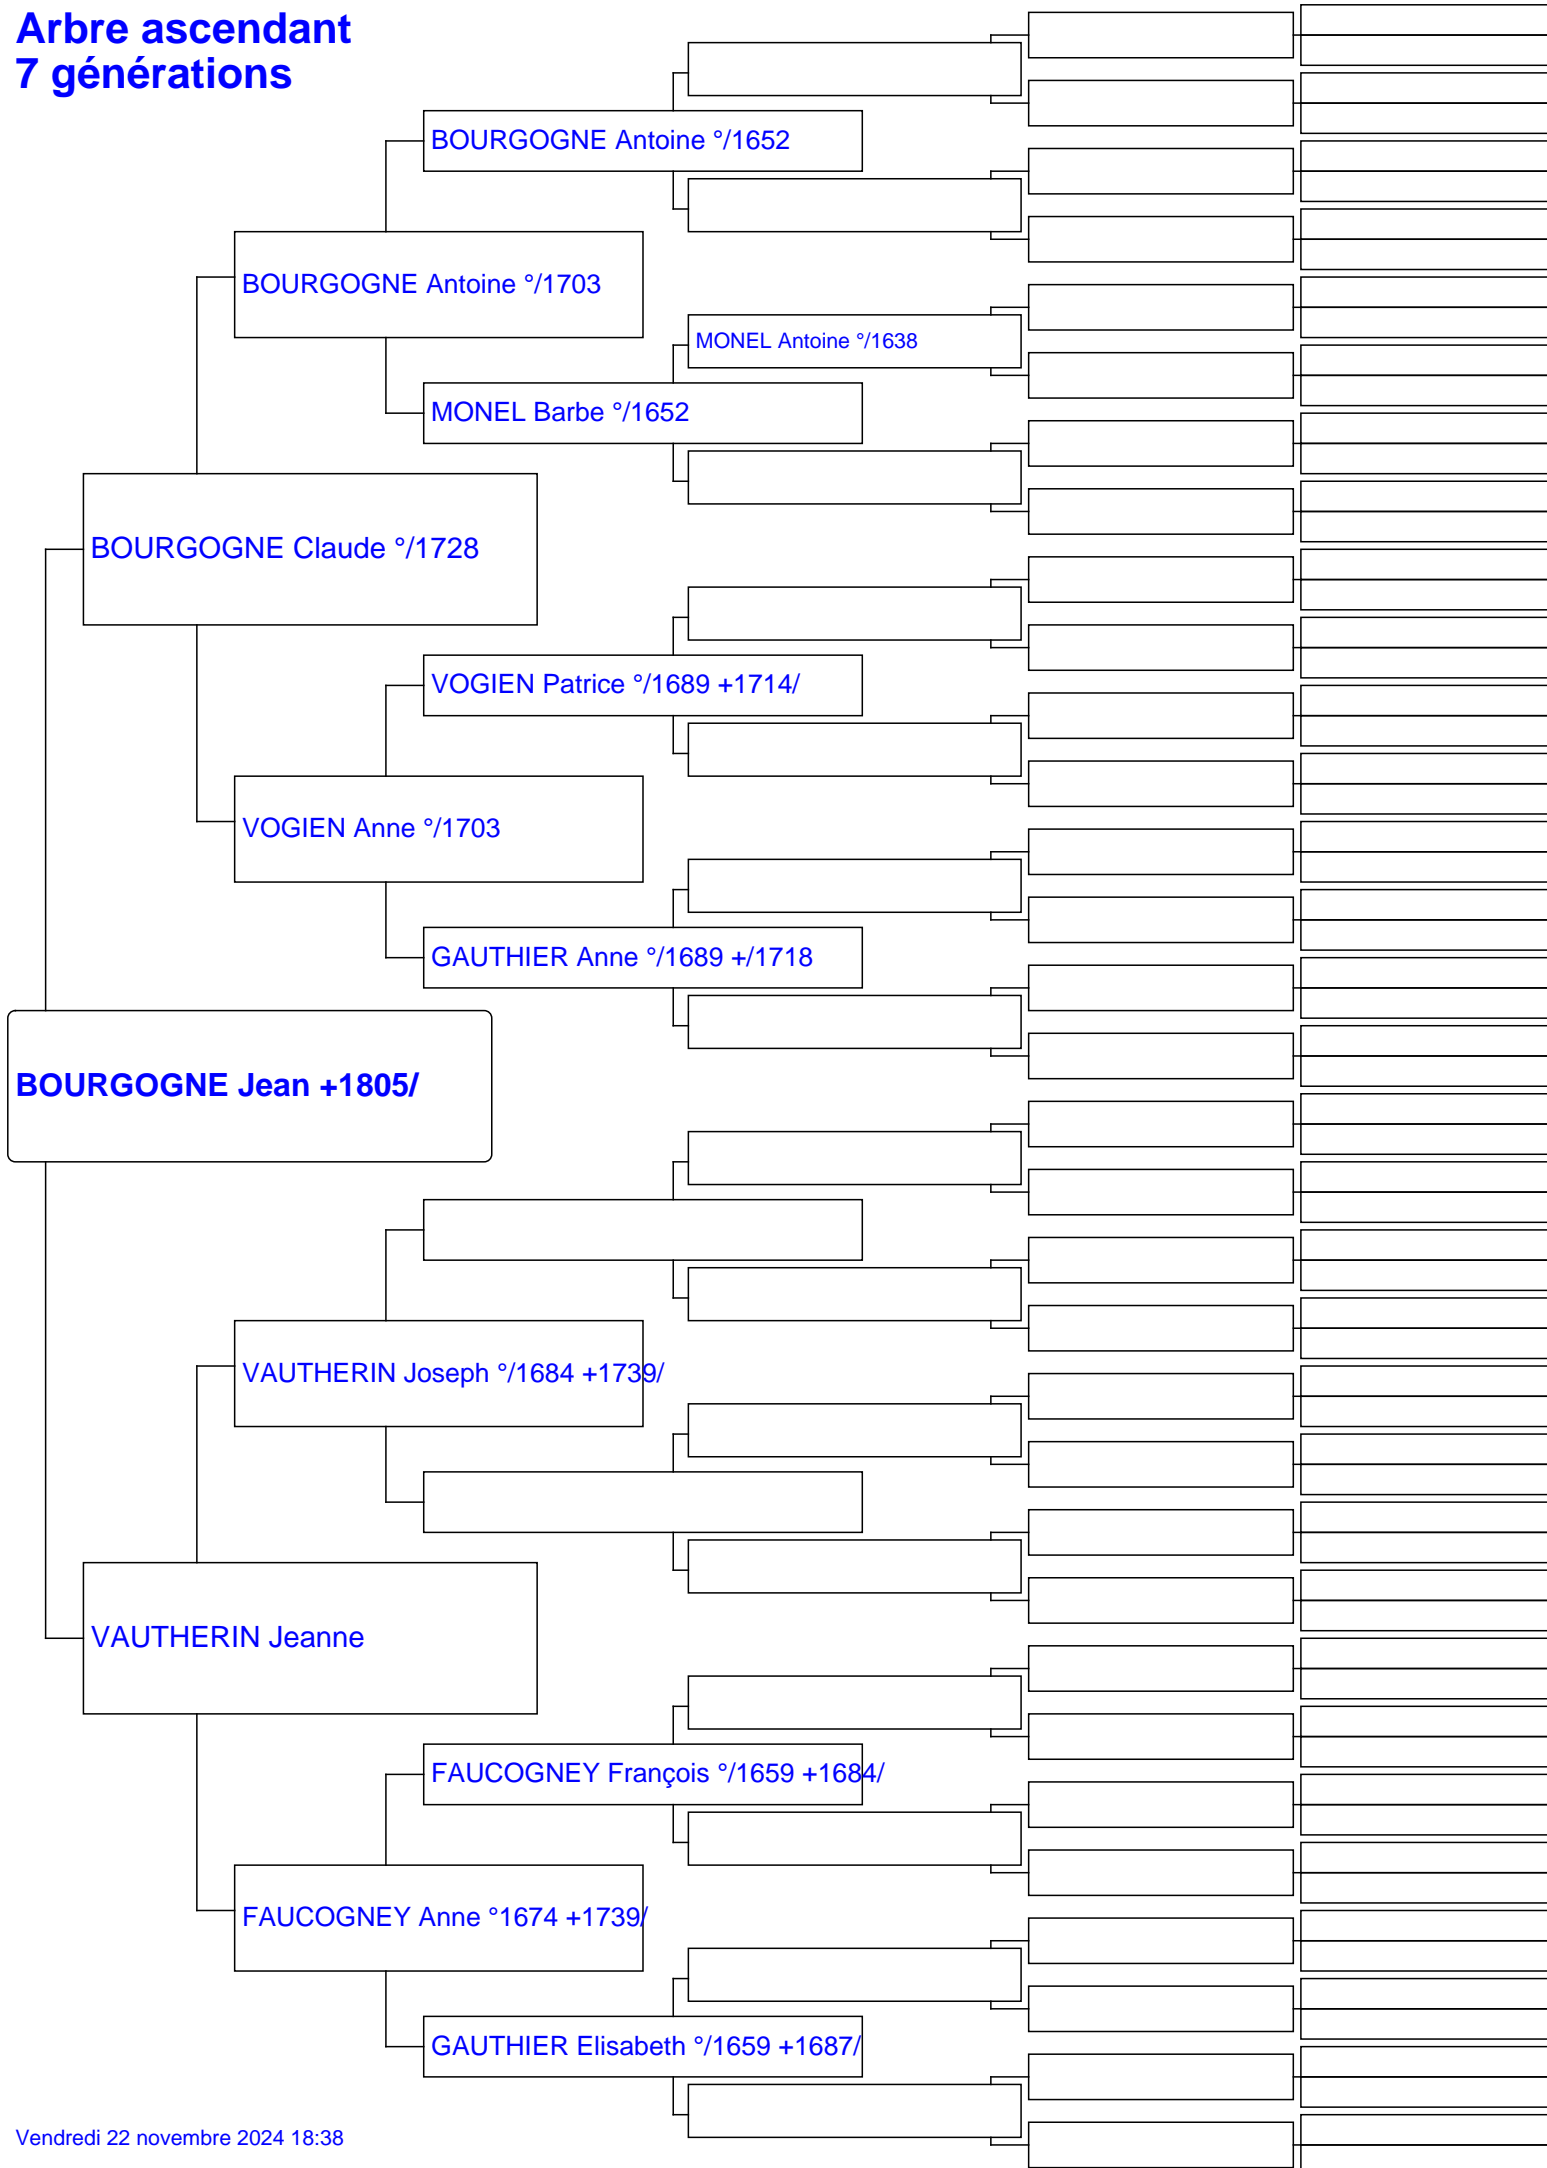 Arbre ascendant
7 générations
BOURGOGNE Antoine °/1652
BOURGOGNE Antoine °/1703
MONEL Antoine °/1638
MONEL Barbe °/1652
BOURGOGNE Claude °/1728
VOGIEN Patrice °/1689 +1714/
VOGIEN Anne °/1703
GAUTHIER Anne °/1689 +/1718
BOURGOGNE Jean +1805/
VAUTHERIN Joseph °/1684 +1739/
VAUTHERIN Jeanne
FAUCOGNEY François °/1659 +1684/
FAUCOGNEY Anne °1674 +1739/
GAUTHIER Elisabeth °/1659 +1687/
Vendredi 22 novembre 2024 18:38